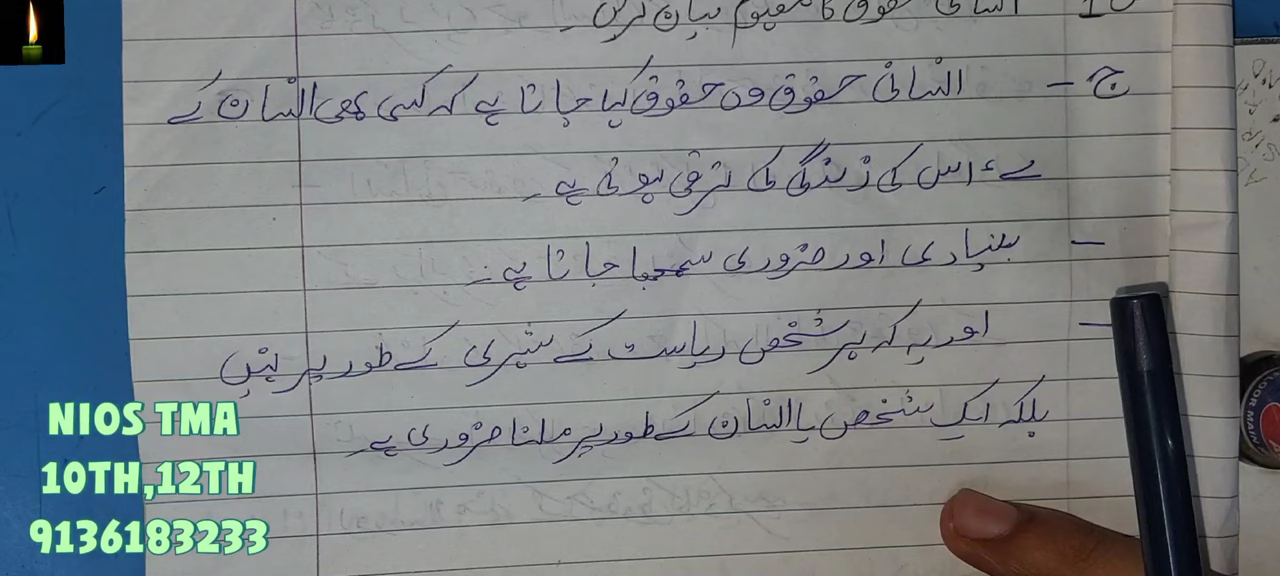 انسانی حقوق کا مفہوم بیان کریں۔
ج - انسانی حقوق وہ حقوق کہا جاتا ہے کہ کسی بھی انسان کے
لئے اس کی زندگی کی ترقی ہوتی ہے۔
- بنیادی اور ضروری سمجھا جاتا ہے۔
- اور یہ کہ ہر شخص ریاست کے شہری کے طور پر نہیں
بلکہ ایک شخص یا انسان کے طور پر ملنا ضروری ہے
NIOS TMA
10TH,12TH
9136183233